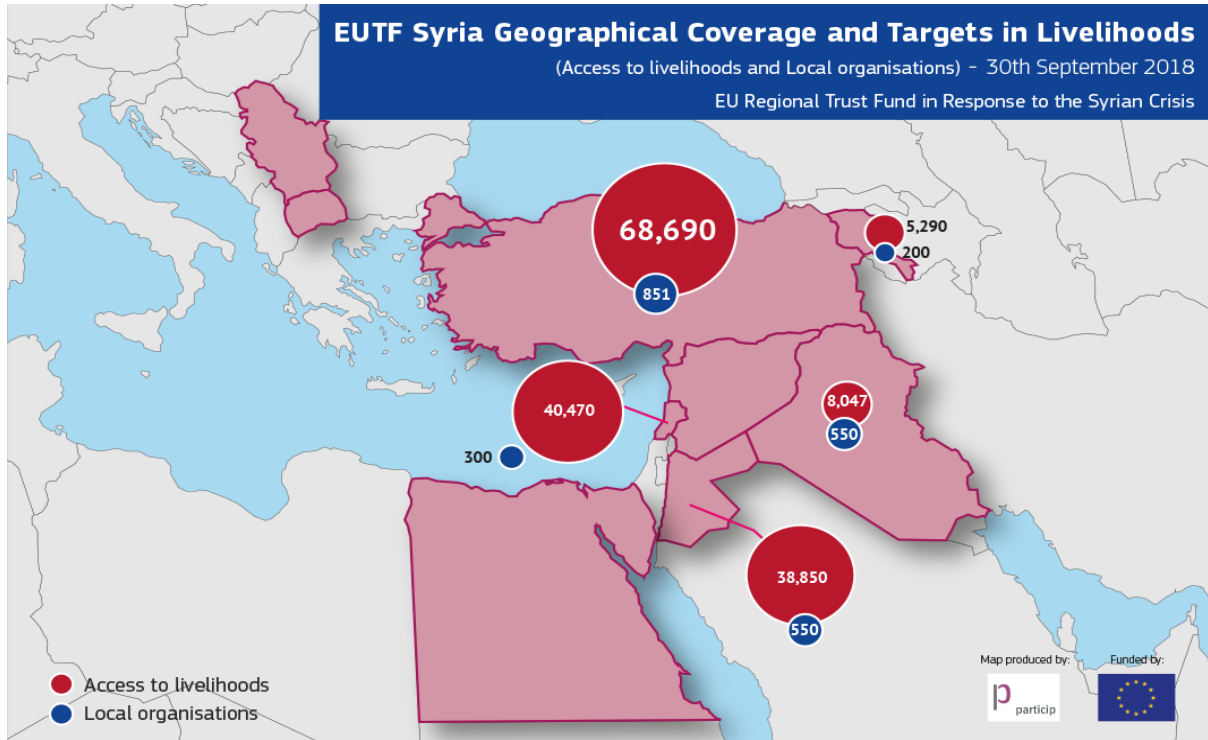 EUTF Syria Geographical Coverage and Targets in Livelihoods
(Access to livelihoods and Local organisations) - 30th September 2018
EU Regional Trust Fund in Response to the Syrian Crisis
68,690
851
5,290
200
40,470
300
8,047
550
38,850
550
Access to livelihoods
Local organisations
Map produced by:
Funded by:
p
particip